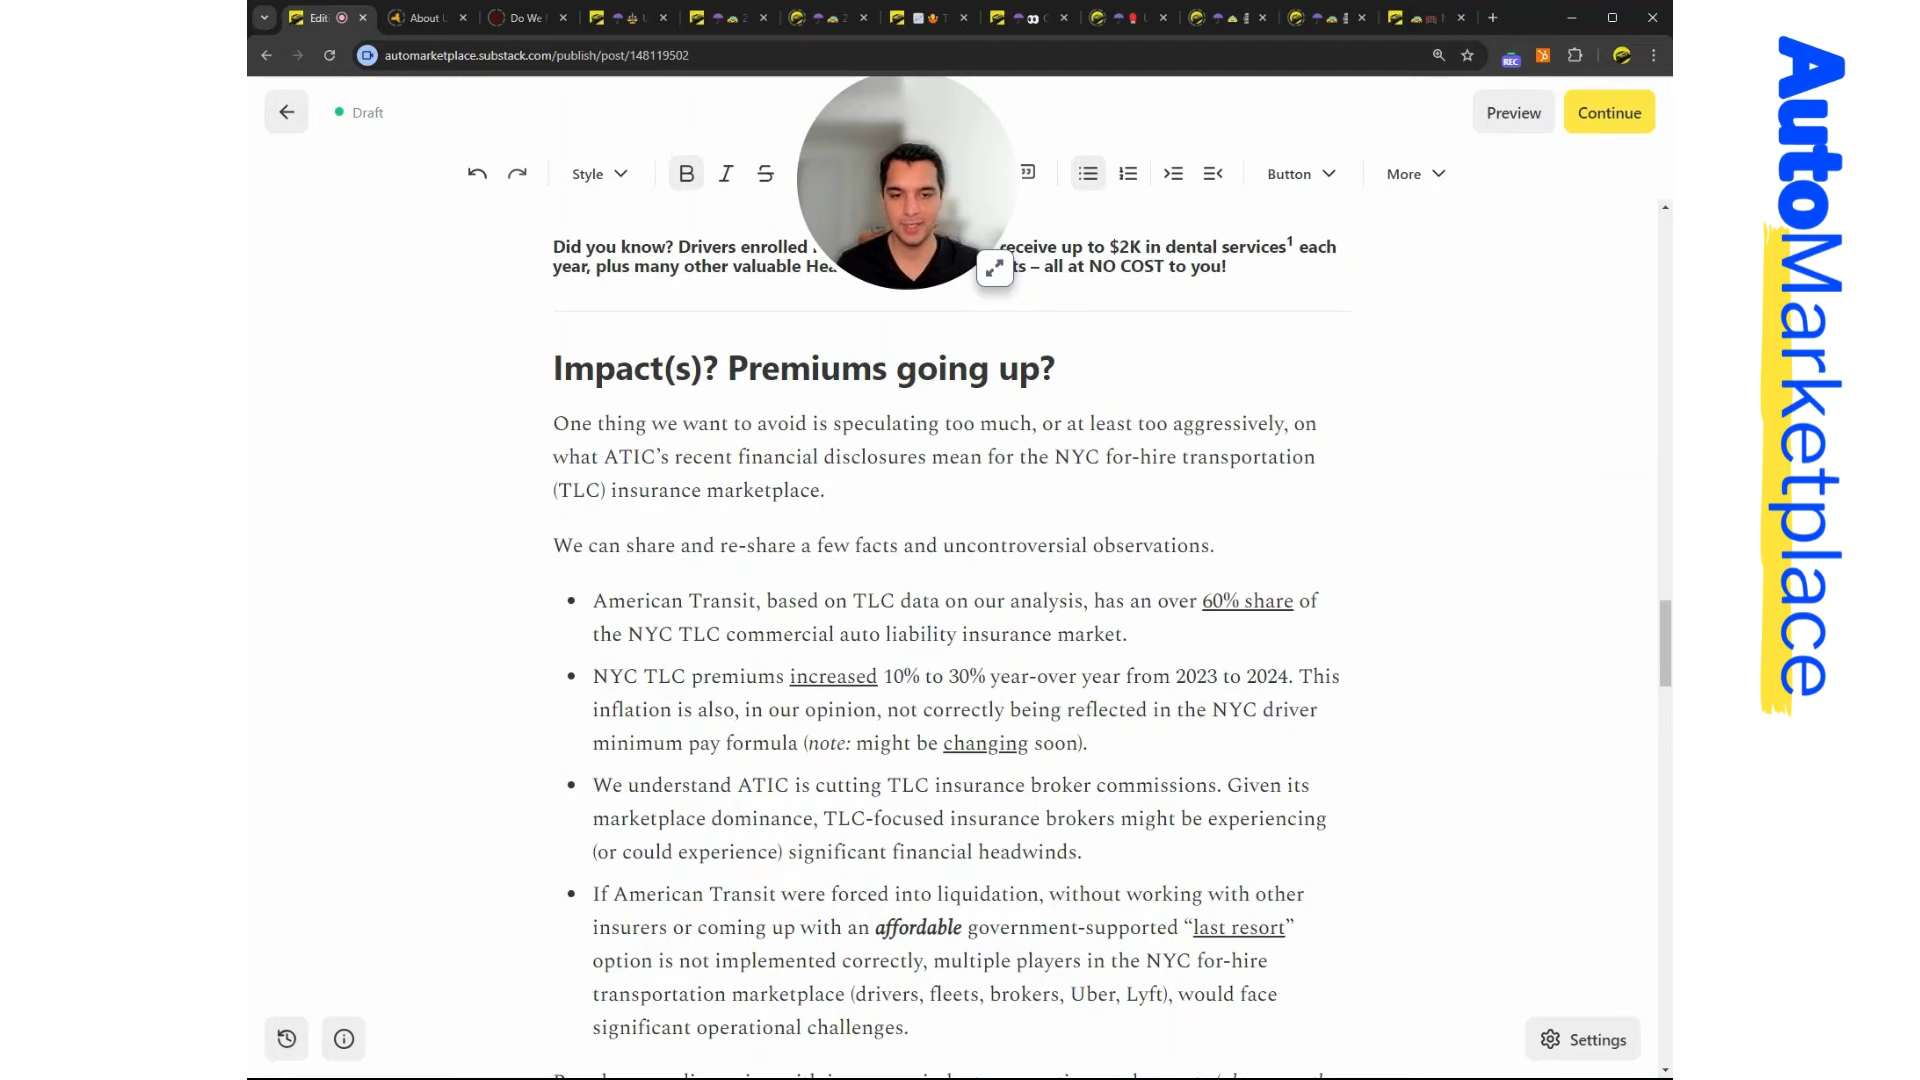 Edit
About U
Do We
automarketplace.substack.com/publish/post/148119502
REC
Draft
Preview
Continue
Style
B
I
S
Button
More
Did you know? Drivers enrolled receive up to $2K in dental services1 each
year, plus many other valuable Hea ts – all at NO COST to you!
Impact(s)? Premiums going up?
One thing we want to avoid is speculating too much, or at least too aggressively, on
what ATIC’s recent financial disclosures mean for the NYC for-hire transportation
(TLC) insurance marketplace.
We can share and re-share a few facts and uncontroversial observations.
• American Transit, based on TLC data on our analysis, has an over 60% share of
the NYC TLC commercial auto liability insurance market.
• NYC TLC premiums increased 10% to 30% year-over year from 2023 to 2024. This
inflation is also, in our opinion, not correctly being reflected in the NYC driver
minimum pay formula (note: might be changing soon).
• We understand ATIC is cutting TLC insurance broker commissions. Given its
marketplace dominance, TLC-focused insurance brokers might be experiencing
(or could experience) significant financial headwinds.
• If American Transit were forced into liquidation, without working with other
insurers or coming up with an affordable government-supported “last resort”
option is not implemented correctly, multiple players in the NYC for-hire
transportation marketplace (drivers, fleets, brokers, Uber, Lyft), would face
significant operational challenges.
Settings
AutoMarketplace